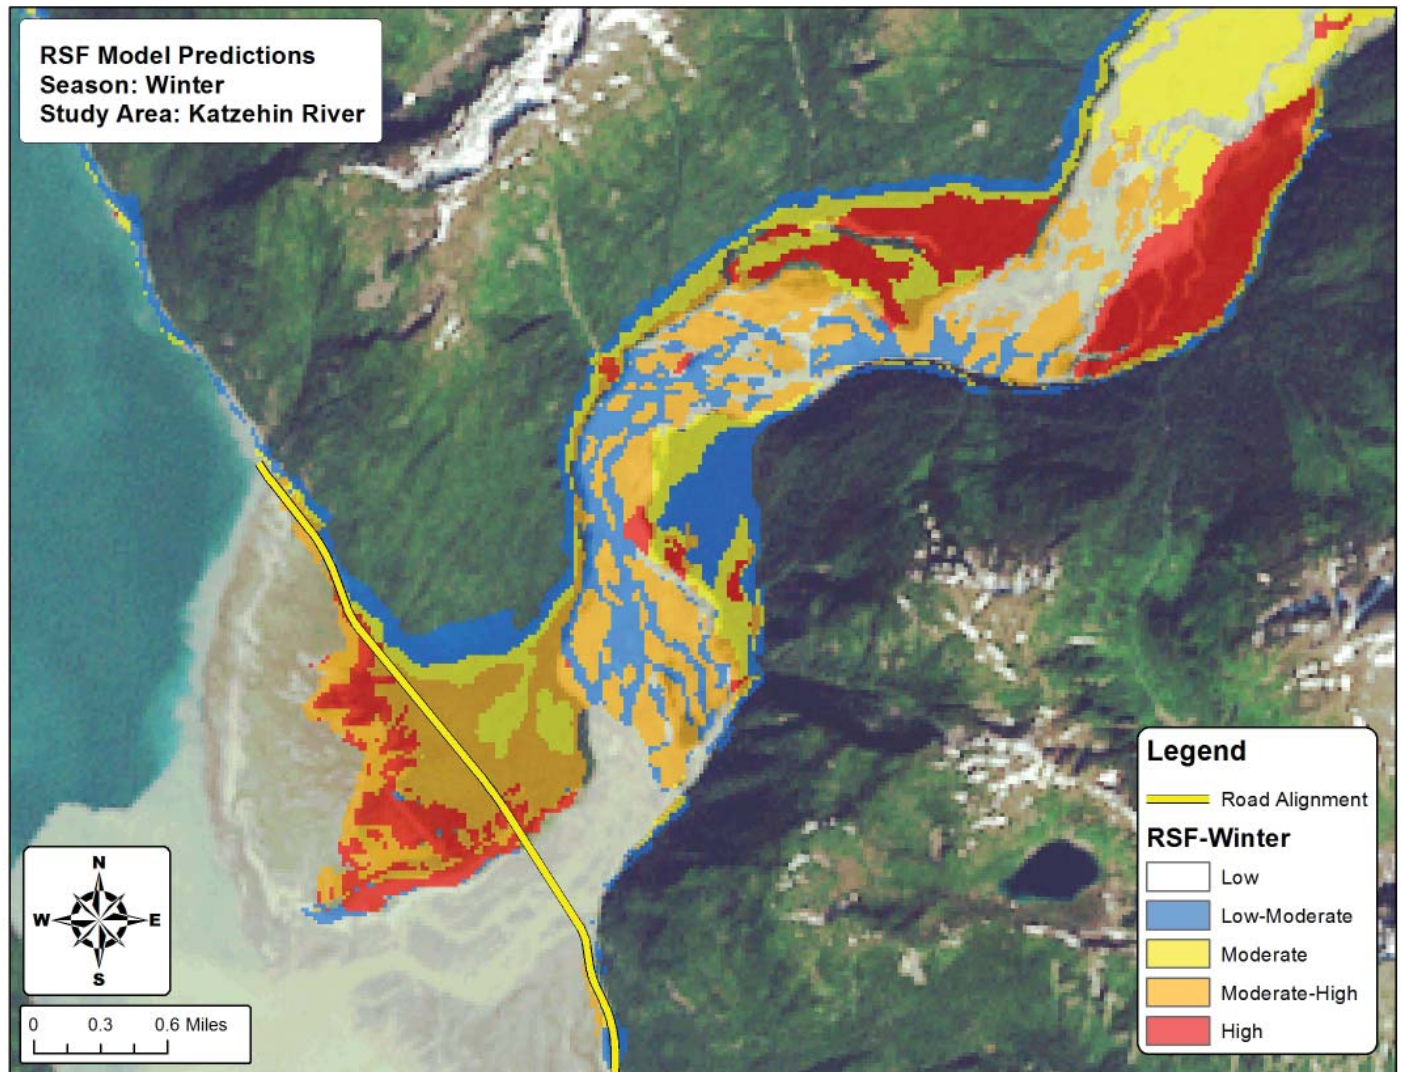 RSF Model Predictions
Season: Winter
Study Area: Katzehin River
Legend
Road Alignment
RSF-Winter
Low
Low-Moderate
Moderate
Moderate-High
High
N
W E
S
0 0.3 0.6 Miles